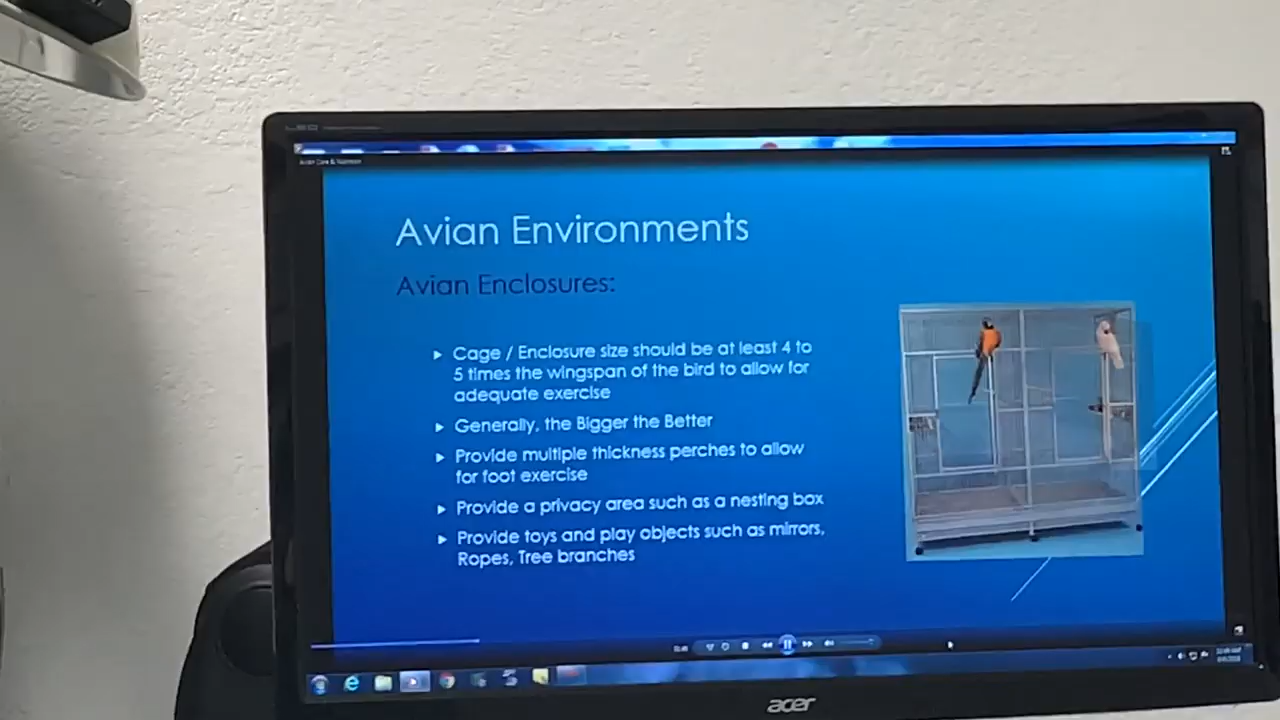 Avian Care & Nutrition
Avian Environments
Avian Enclosures:
Cage / Enclosure size should be at least 4 to
5 times the wingspan of the bird to allow for
adequate exercise
Generally, the Bigger the Better
Provide multiple thickness perches to allow
for foot exercise
Provide a privacy area such as a nesting box
Provide toys and play objects such as mirrors,
Ropes, Tree branches
acer